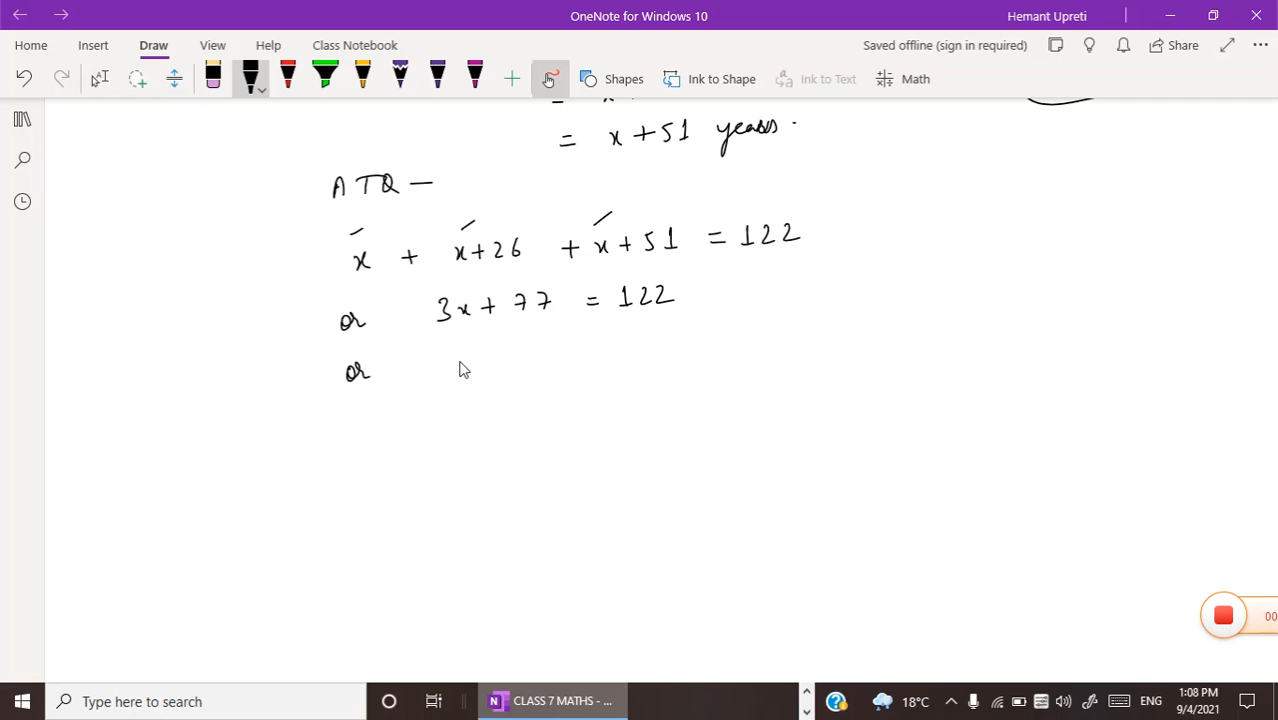 OneNote for Windows 10
Hemant Upreti
Home Insert Draw View Help Class Notebook
Saved offline (sign in required)
Share
Shapes
Ink to Shape
Ink to Text
Math
= x+51 years.
ATQ —
x + x+26 + x+51 = 122
or 3x + 77 = 122
or
00
Type here to search
CLASS 7 MATHS - ...
18°C
ENG
1:08 PM
9/4/2021